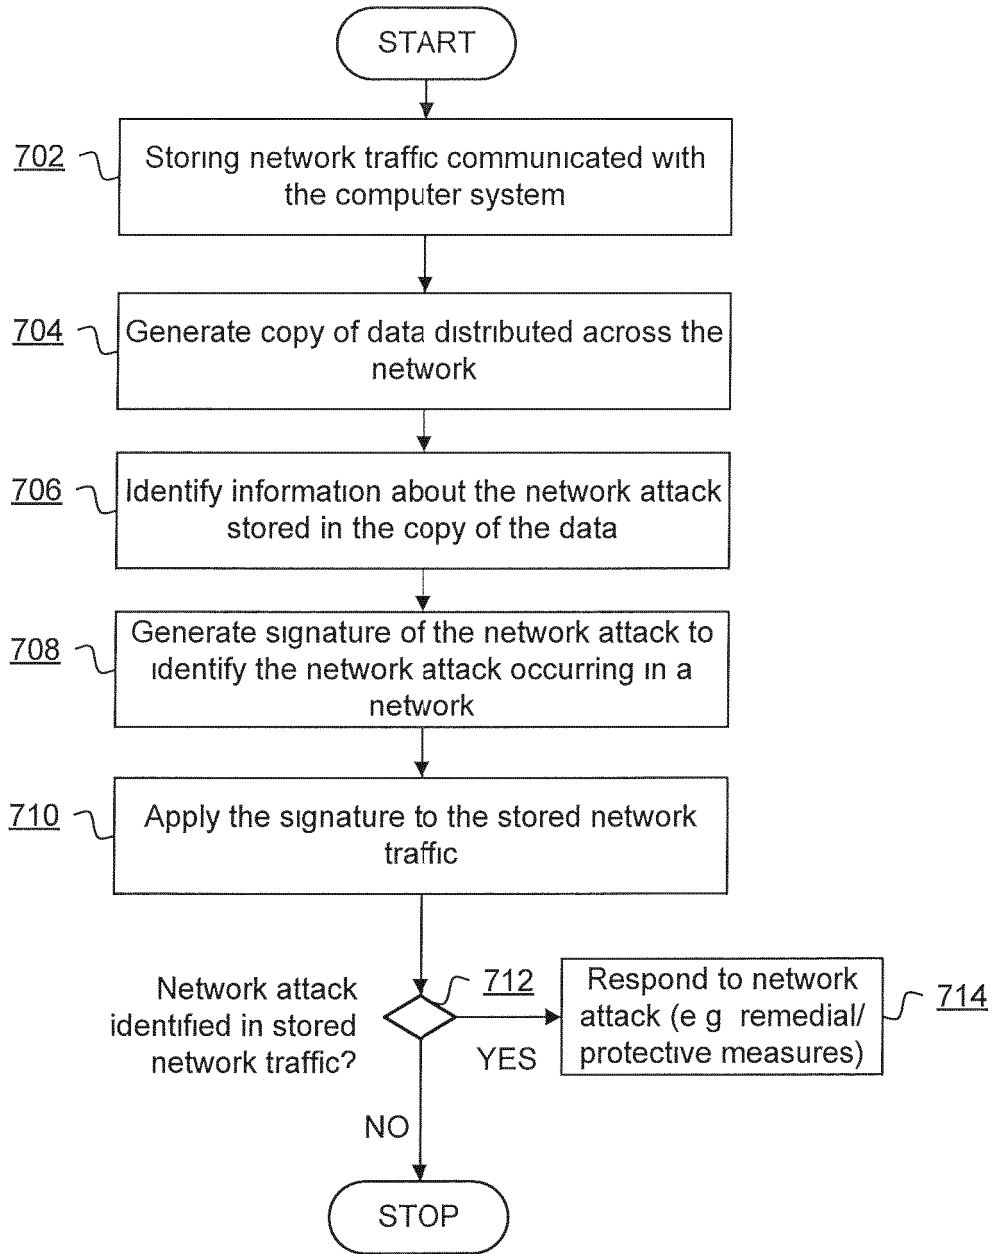 START
702
Storing network traffic communicated with
the computer system
704
Generate copy of data distributed across the
network
706
Identify information about the network attack
stored in the copy of the data
708
Generate signature of the network attack to
identify the network attack occurring in a
network
710
Apply the signature to the stored network
traffic
Network attack
identified in stored
network traffic?
712
YES
Respond to network
attack (e g remedial/
protective measures)
714
NO
STOP